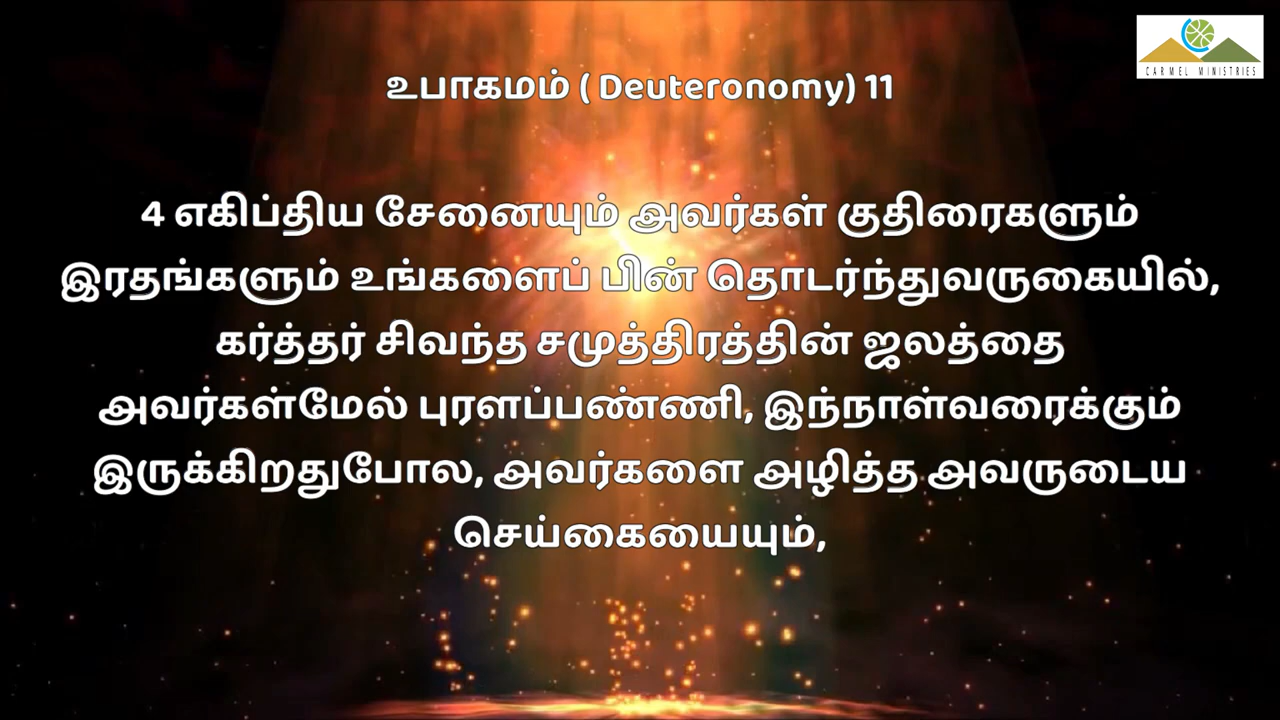 CARMEL MINISTRIES
உபாகமம் ( Deuteronomy) 11
4 எகிப்திய சேனையும் அவர்கள் குதிரைகளும்
இரதங்களும் உங்களைப் பின் தொடர்ந்துவருகையில்,
கர்த்தர் சிவந்த சமுத்திரத்தின் ஜலத்தை
அவர்கள்மேல் புரளப்பண்ணி, இந்நாள்வரைக்கும்
இருக்கிறதுபோல, அவர்களை அழித்த அவருடைய
செய்கையையும்,